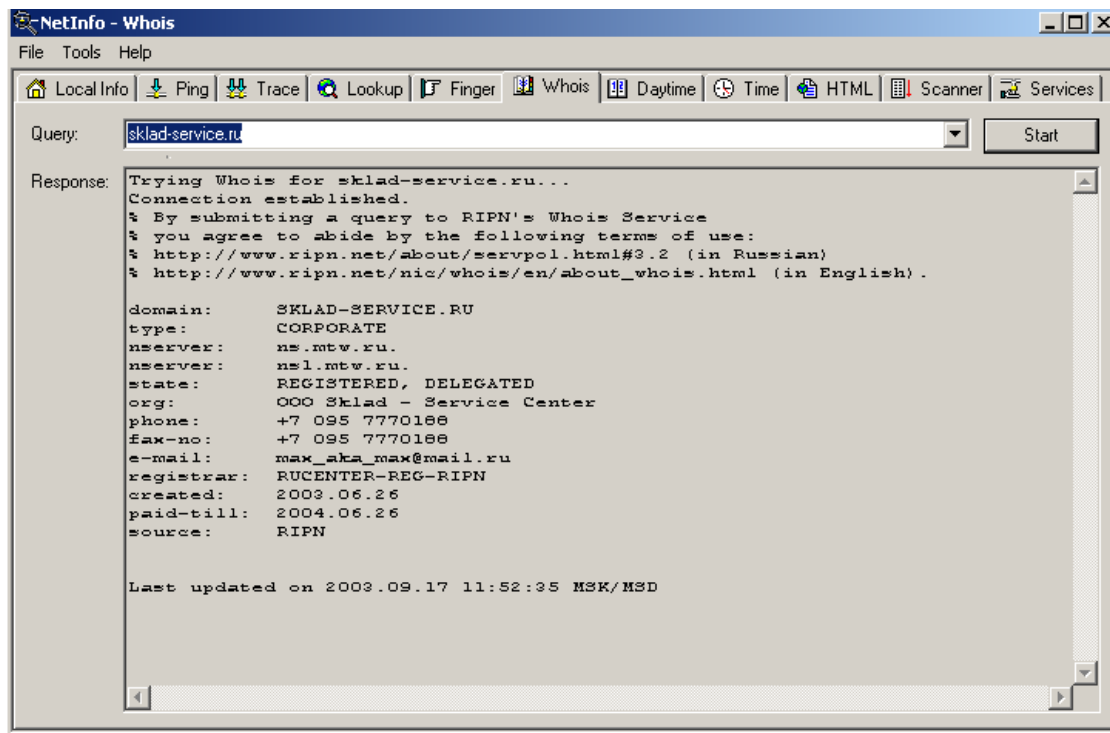 NetInfo - Whois
File Tools Help
Local Info Ping Trace Lookup Finger Whois Daytime Time HTML Scanner Services
Query: sklad-service.ru Start
Response:
Trying Whois for sklad-service.ru...
Connection established.
% By submitting a query to RIPN's Whois Service
% you agree to abide by the following terms of use:
% http://www.ripn.net/about/servpol.html#3.2 (in Russian)
% http://www.ripn.net/nic/whois/en/about_whois.html (in English).
domain: SKLAD-SERVICE.RU
type: CORPORATE
nserver: ns.mtw.ru.
nserver: ns1.mtw.ru.
state: REGISTERED, DELEGATED
org: OOO Sklad - Service Center
phone: +7 095 7770188
fax-no: +7 095 7770188
e-mail: max_aka_max@mail.ru
registrar: RUCENTER-REG-RIPN
created: 2003.06.26
paid-till: 2004.06.26
source: RIPN
Last updated on 2003.09.17 11:52:35 MSK/MSD